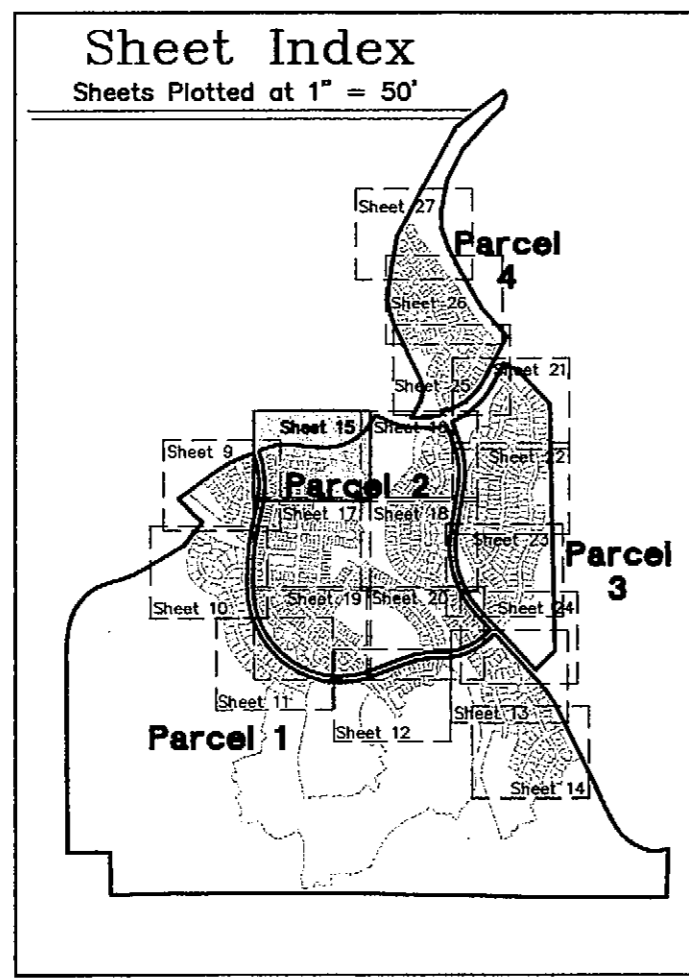 Sheet Index
Sheets Plotted at 1" = 50'
Sheet 27
Parcel
4
Sheet 26
Sheet 21
Sheet 25
Sheet 15
Sheet 16
Sheet 9
Sheet 22
Parcel 2
Sheet 17
Sheet 18
Sheet 23
Parcel
3
Sheet 10
Sheet 19
Sheet 20
Sheet 24
Sheet 11
Sheet 12
Sheet 13
Parcel 1
Sheet 14